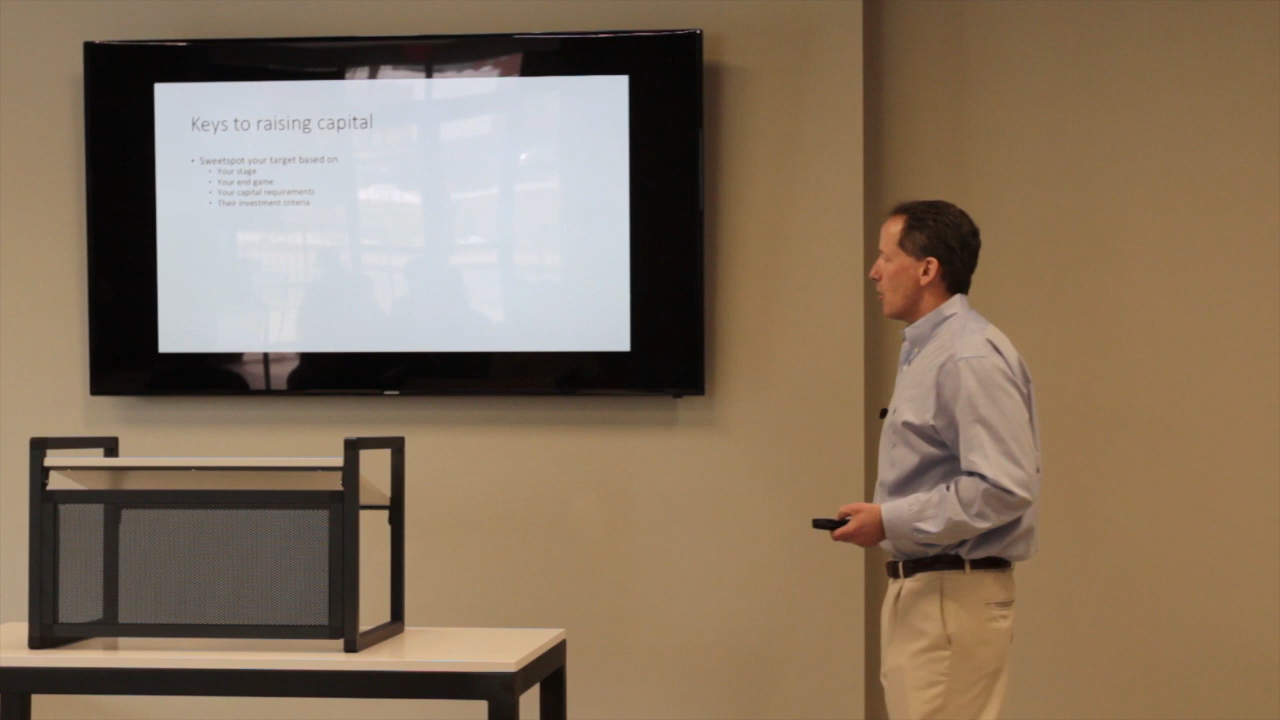 Keys to raising capital
• Sweetspot your target based on
• Your stage
• Your end game
• Your capital requirements
• Their investment criteria